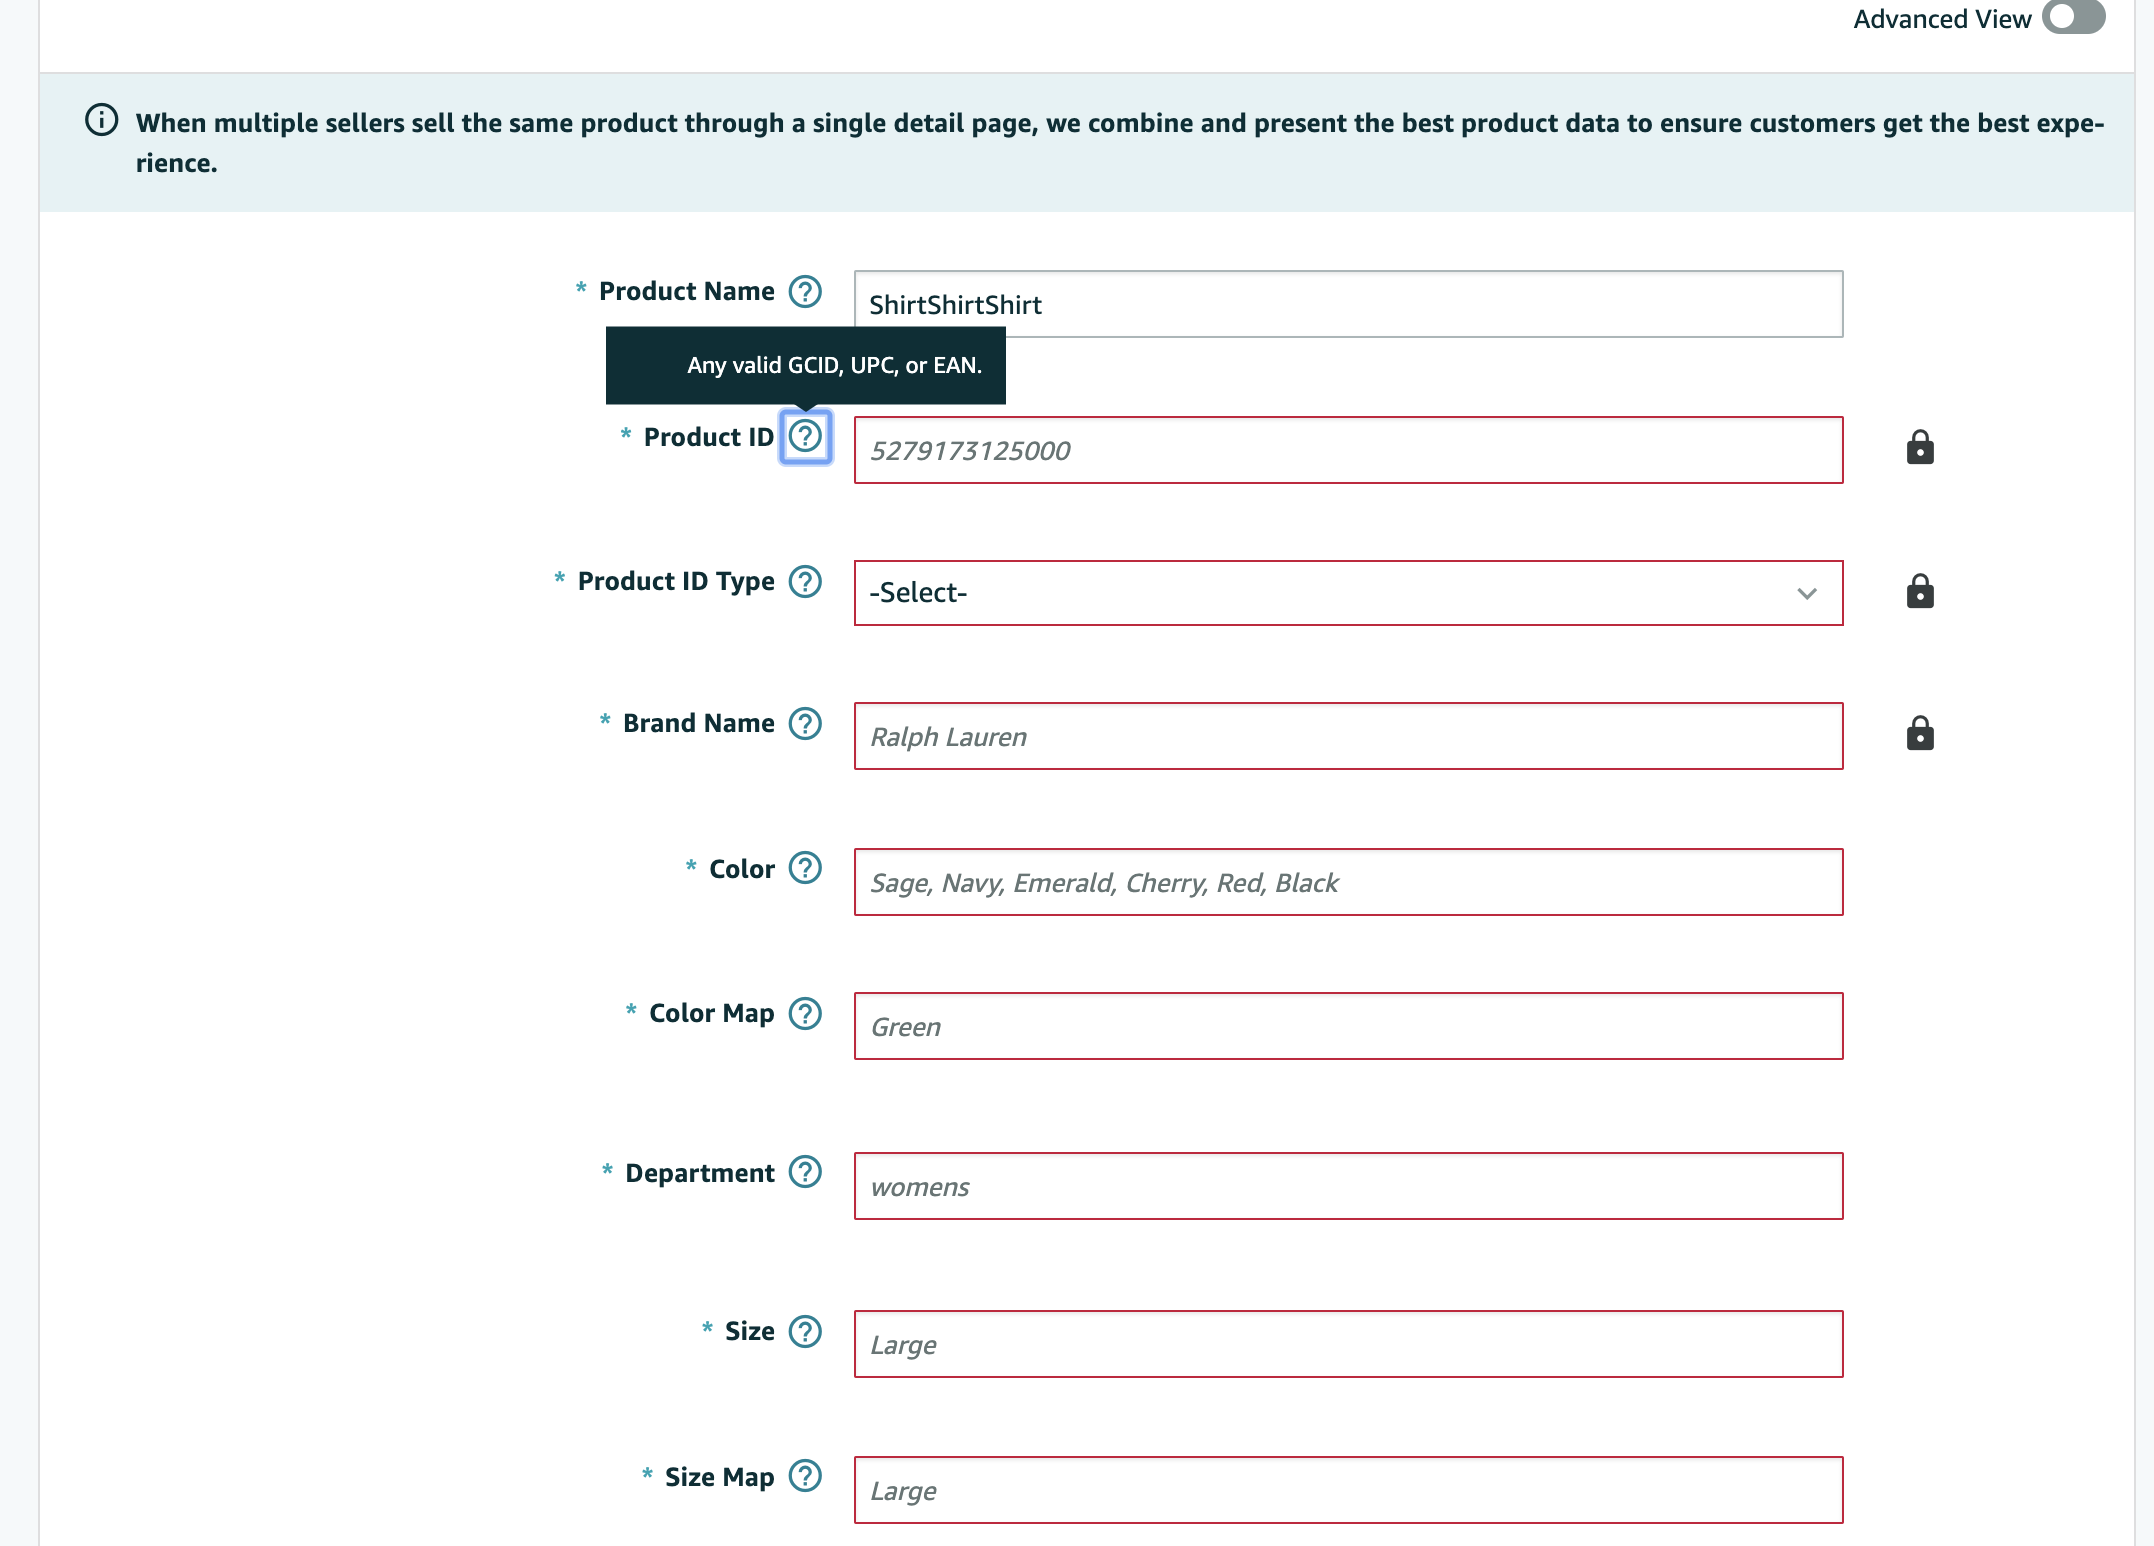 Advanced View
When multiple sellers sell the same product through a single detail page, we combine and present the best product data to ensure customers get the best expe-
rience.
* Product Name
ShirtShirtShirt
Any valid GCID, UPC, or EAN.
* Product ID
5279173125000
* Product ID Type
-Select-
* Brand Name
Ralph Lauren
* Color
Sage, Navy, Emerald, Cherry, Red, Black
* Color Map
Green
* Department
womens
* Size
Large
* Size Map
Large